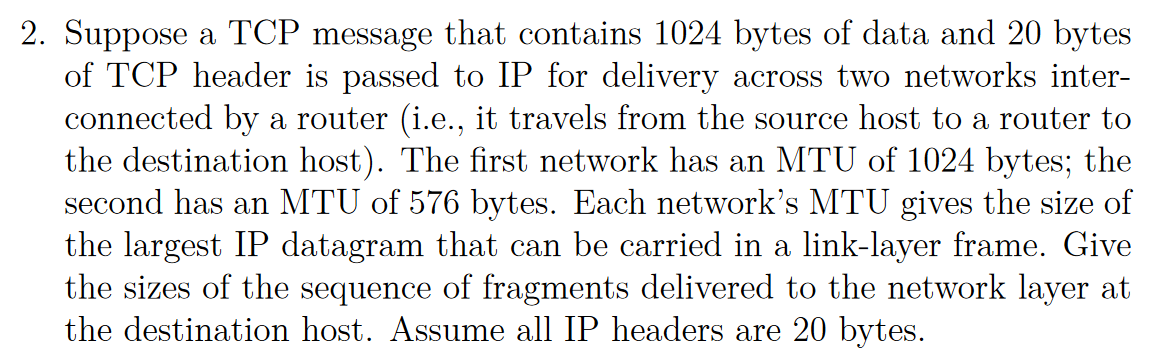 2. Suppose a TCP message that contains 1024 bytes of data and 20 bytes
of TCP header is passed to IP for delivery across two networks inter-
connected by a router (i.e., it travels from the source host to a router to
the destination host). The first network has an MTU of 1024 bytes; the
second has an MTU of 576 bytes. Each network's MTU gives the size of
the largest IP datagram that can be carried in a link-layer frame. Give
the sizes of the sequence of fragments delivered to the network layer at
the destination host. Assume all IP headers are 20 bytes.